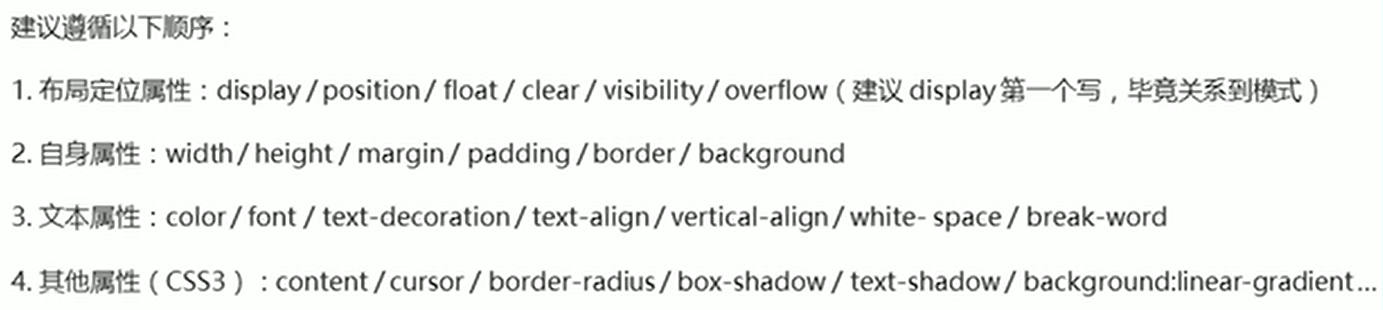 建议遵循以下顺序：
1. 布局定位属性：display / position / float / clear / visibility / overflow（建议 display 第一个写，毕竟关系到模式）
2. 自身属性：width / height / margin / padding / border / background
3. 文本属性：color / font / text-decoration / text-align / vertical-align / white- space / break-word
4. 其他属性（CSS3）：content / cursor / border-radius / box-shadow / text-shadow / background:linear-gradient …